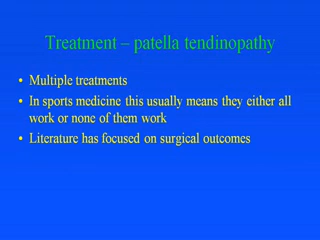 Treatment – patella tendinopathy
• Multiple treatments
• In sports medicine this usually means they either all
work or none of them work
• Literature has focused on surgical outcomes